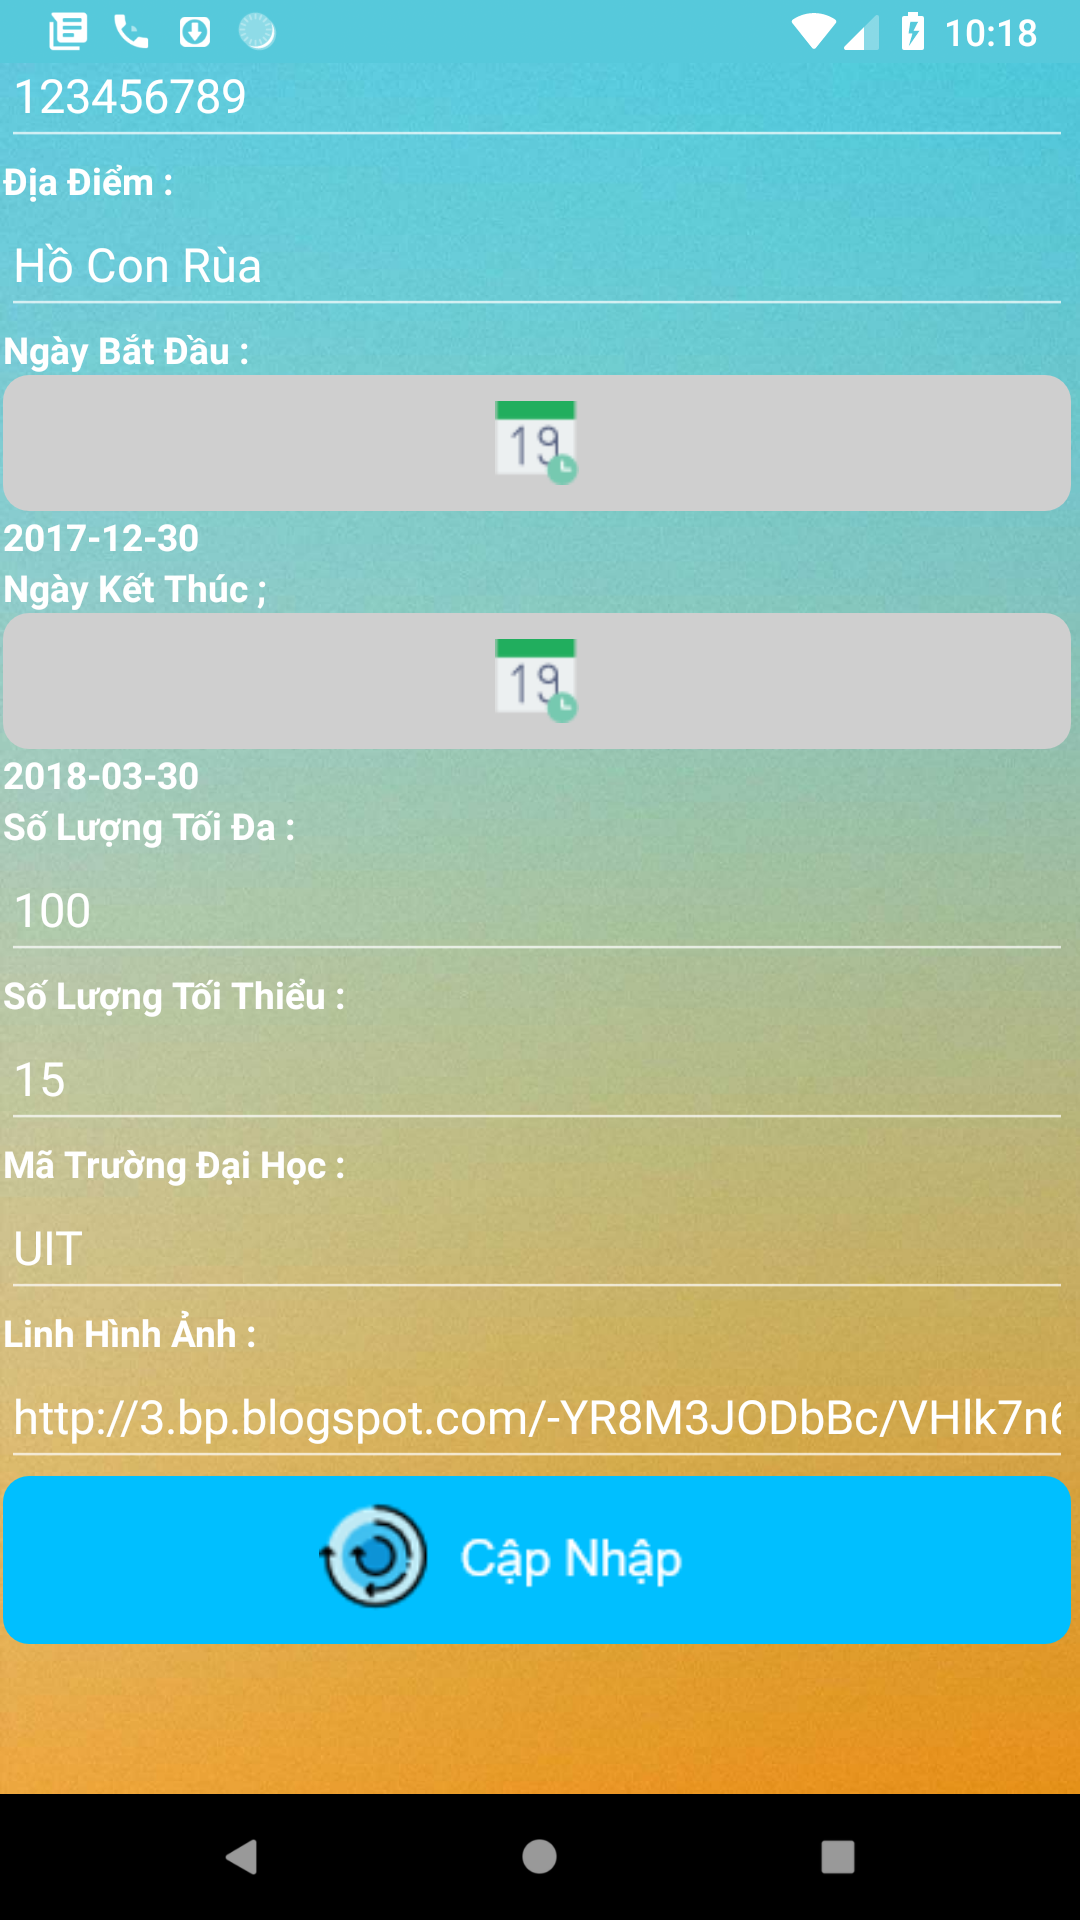 10:18
123456789
Địa Điểm :
Hồ Con Rùa
Ngày Bắt Đầu :
19
2017-12-30
Ngày Kết Thúc ;
19
2018-03-30
Số Lượng Tối Đa :
100
Số Lượng Tối Thiểu :
15
Mã Trường Đại Học :
UIT
Linh Hình Ảnh :
http://3.bp.blogspot.com/-YR8M3JODbBc/VHlk7n6
Cập Nhập